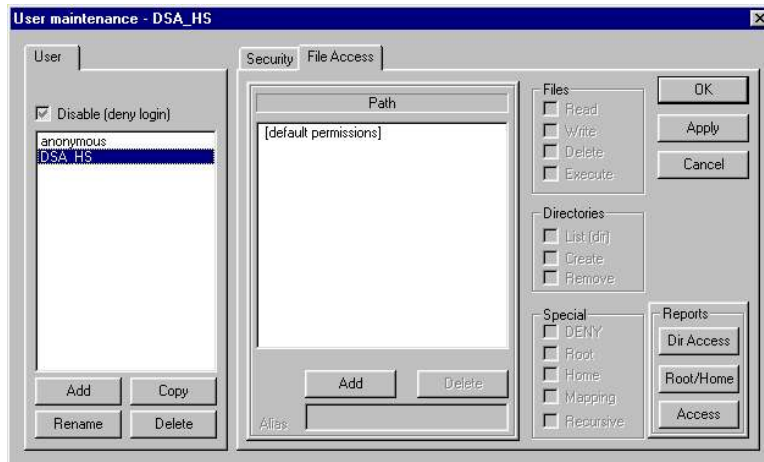 User maintenance - DSA_HS
User
Disable (deny login)
anonymous
DSA_HS
Add
Copy
Rename
Delete
Security
File Access
Path
[default permissions]
Add
Delete
Alias
Files
Read
Write
Delete
Execute
Directories
List (dir)
Create
Remove
Special
DENY
Root
Home
Mapping
Recursive
OK
Apply
Cancel
Reports
Dir Access
Root/Home
Access